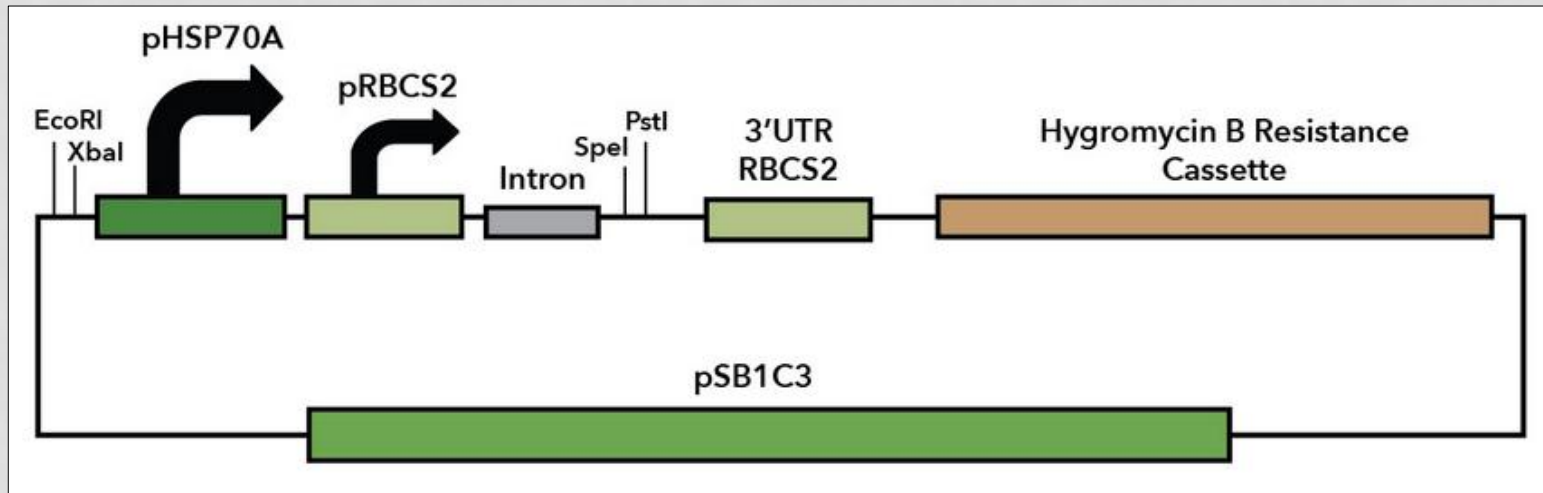 pHSP70A
pRBCS2
EcoRI
XbaI
Intron
SpeI
PstI
3'UTR
RBCS2
Hygromycin B Resistance
Cassette
pSB1C3